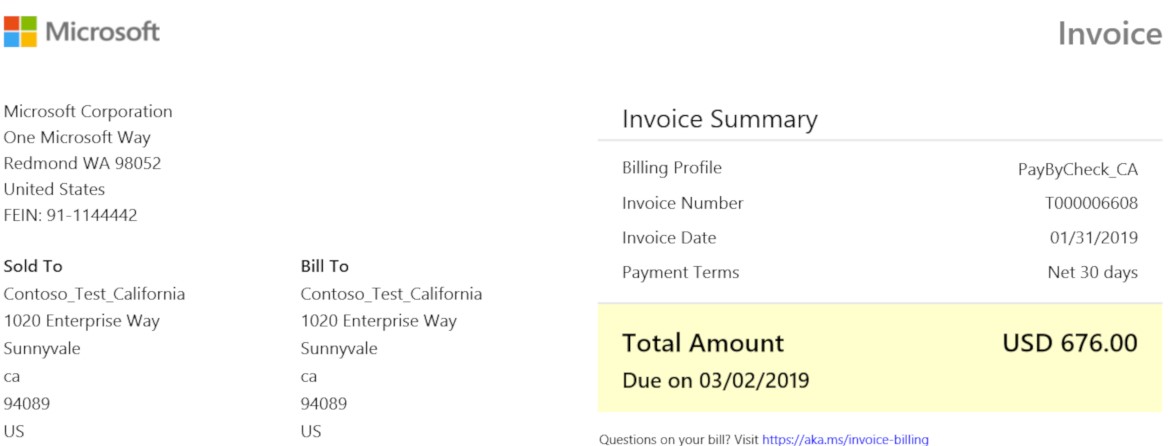 Microsoft
Invoice
Microsoft Corporation
One Microsoft Way
Redmond WA 98052
United States
FEIN: 91-1144442
Sold To
Contoso_Test_California
1020 Enterprise Way
Sunnyvale
ca
94089
US
Bill To
Contoso_Test_California
1020 Enterprise Way
Sunnyvale
ca
94089
US
Invoice Summary
Billing Profile PayByCheck_CA
Invoice Number T000006608
Invoice Date 01/31/2019
Payment Terms Net 30 days
Total Amount USD 676.00
Due on 03/02/2019
Questions on your bill? Visit https://aka.ms/invoice-billing